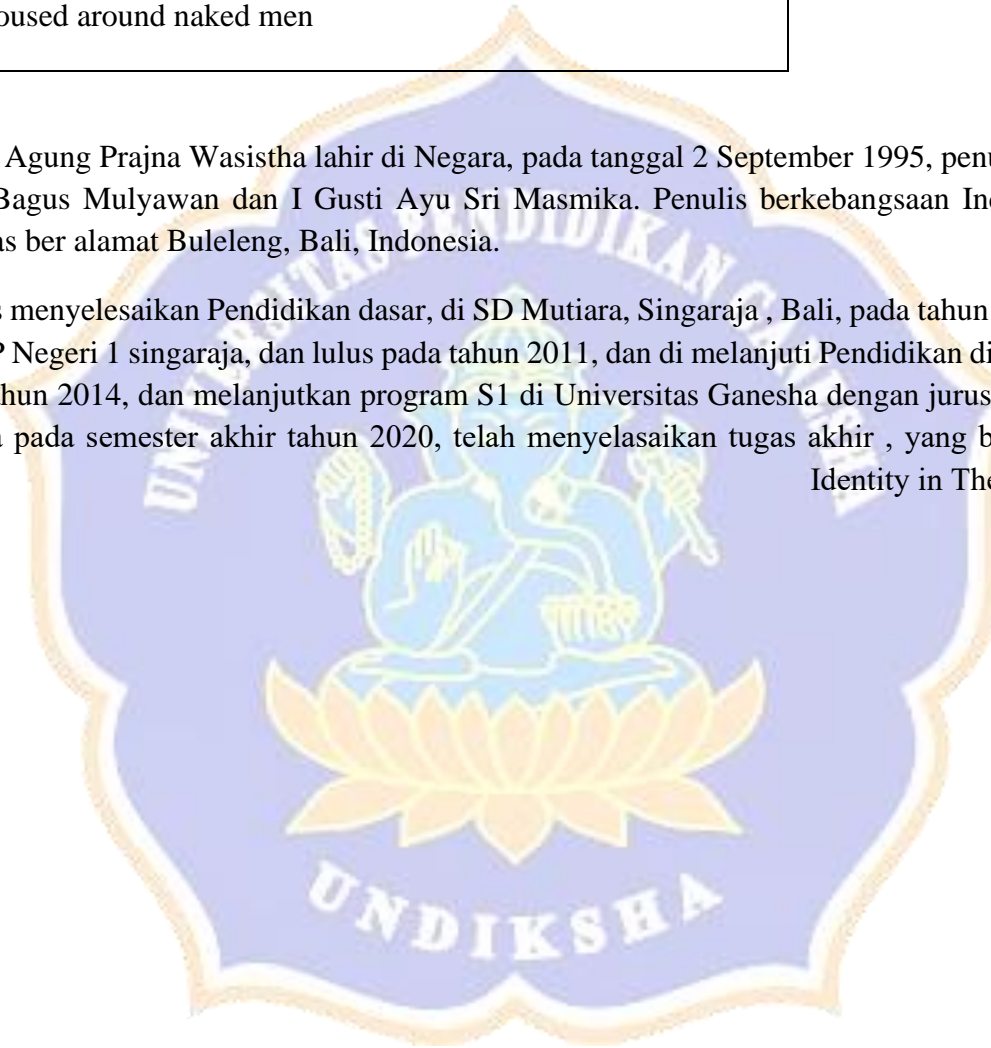 oused around naked men
Agung Prajna Wasistha lahir di Negara, pada tanggal 2 September 1995, penu
Bagus Mulyawan dan I Gusti Ayu Sri Masmika. Penulis berkebangsaan Ind
as ber alamat Buleleng, Bali, Indonesia.
s menyelesaikan Pendidikan dasar, di SD Mutiara, Singaraja , Bali, pada tahun
P Negeri 1 singaraja, dan lulus pada tahun 2011, dan di melanjuti Pendidikan di
hun 2014, dan melanjutkan program S1 di Universitas Ganesha dengan jurus
a pada semester akhir tahun 2020, telah menyelasaikan tugas akhir , yang b
Identity in The
UNIVERSITAS PENDIDIKAN GANESHA
UNDIKSHA